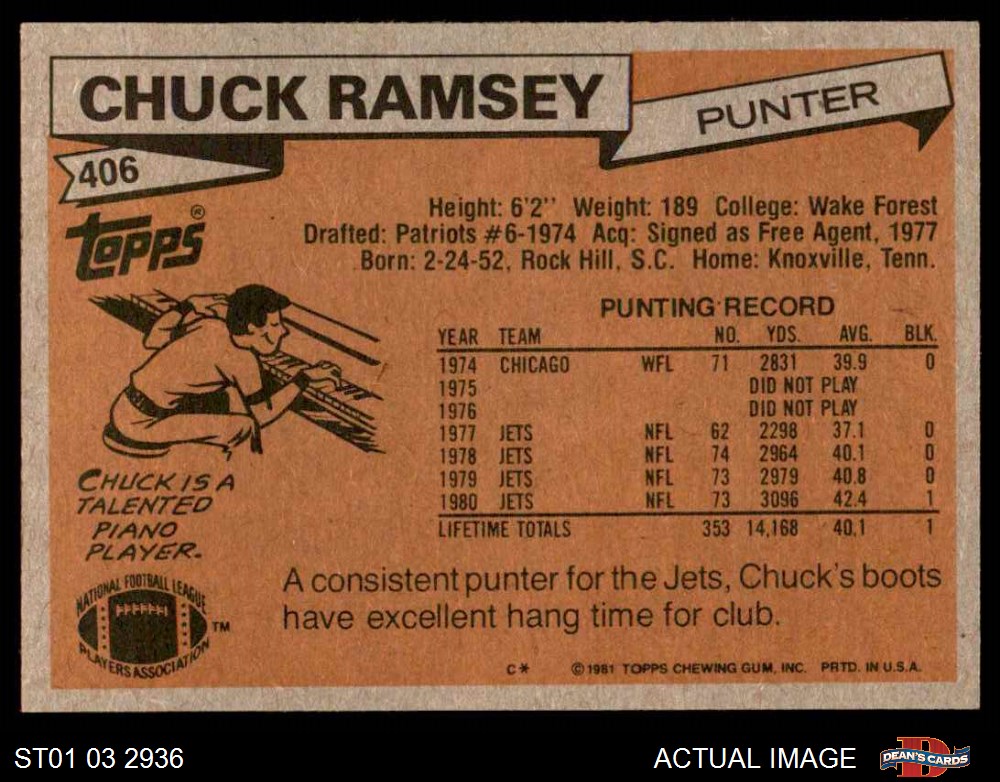 CHUCK RAMSEY
PUNTER
406
TOPPS®
Height: 6'2'' Weight: 189 College: Wake Forest
Drafted: Patriots #6-1974 Acq: Signed as Free Agent, 1977
Born: 2-24-52, Rock Hill, S.C. Home: Knoxville, Tenn.
PUNTING RECORD
YEAR TEAM NO. YDS. AVG. BLK.
1974 CHICAGO WFL 71 2831 39.9 0
1975 DID NOT PLAY
1976 DID NOT PLAY
1977 JETS NFL 62 2298 37.1 0
1978 JETS NFL 74 2964 40.1 0
1979 JETS NFL 73 2979 40.8 0
1980 JETS NFL 73 3096 42.4 1
LIFETIME TOTALS 353 14,168 40.1 1
CHUCK IS A
TALENTED
PIANO
PLAYER.
NATIONAL FOOTBALL LEAGUE
PLAYERS ASSOCIATION
TM
A consistent punter for the Jets, Chuck's boots
have excellent hang time for club.
C* © 1981 TOPPS CHEWING GUM, INC. PRTD. IN U.S.A.
ST01 03 2936
ACTUAL IMAGE
D
DEAN'S CARDS